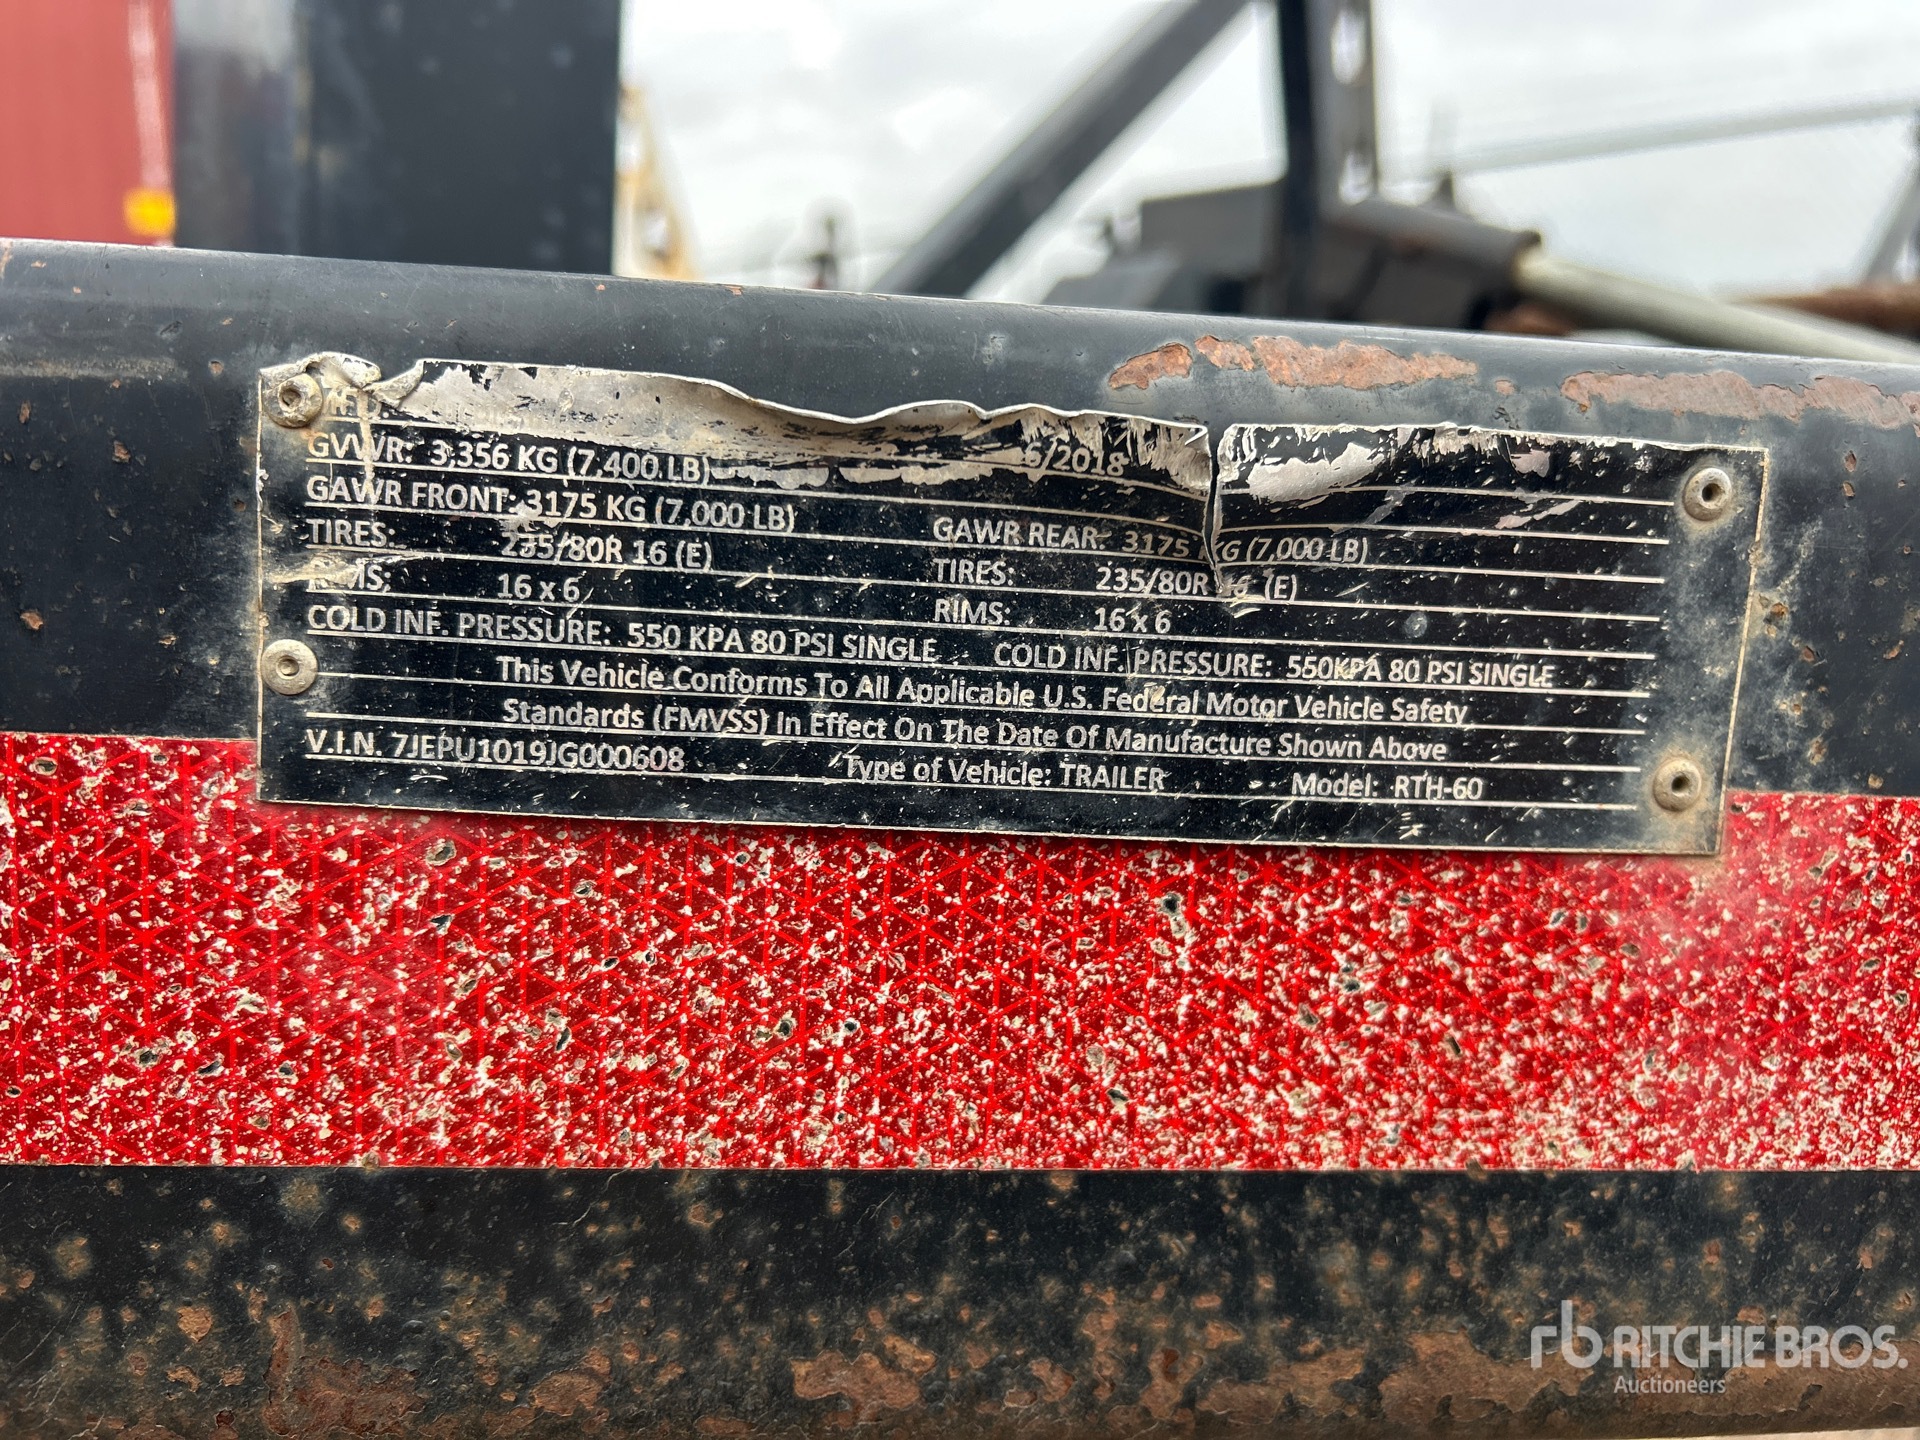 GVWR: 3,356 KG (7,400 LB) 6/2018
GAWR FRONT: 3175 KG (7,000 LB) GAWR REAR: 3175 KG (7,000 LB)
TIRES: 235/80R 16 (E) TIRES: 235/80R 16 (E)
RIMS: 16 x 6 RIMS: 16 x 6
COLD INF. PRESSURE: 550 KPA 80 PSI SINGLE COLD INF. PRESSURE: 550KPA 80 PSI SINGLE
This Vehicle Conforms To All Applicable U.S. Federal Motor Vehicle Safety
Standards (FMVSS) In Effect On The Date Of Manufacture Shown Above
V.I.N. 7JEPU1019JG000608 Type of Vehicle: TRAILER Model: RTH-60
rb RITCHIE BROS.
Auctioneers